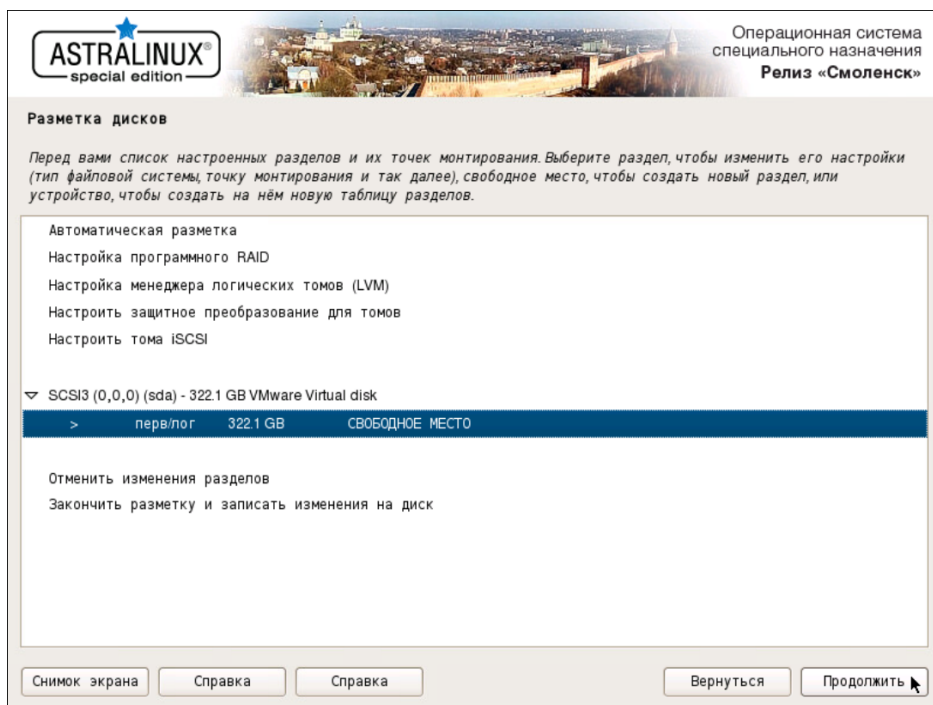 ASTRALINUX®
special edition
Операционная система
специального назначения
Релиз «Смоленск»
Разметка дисков
Перед вами список настроенных разделов и их точек монтирования. Выберите раздел, чтобы изменить его настройки
(тип файловой системы, точку монтирования и так далее), свободное место, чтобы создать новый раздел, или
устройство, чтобы создать на нём новую таблицу разделов.
Автоматическая разметка
Настройка программного RAID
Настройка менеджера логических томов (LVM)
Настроить защитное преобразование для томов
Настроить тома iSCSI
SCSI3 (0,0,0) (sda) - 322.1 GB VMware Virtual disk
> перв/лог 322.1 GB СВОБОДНОЕ МЕСТО
Отменить изменения разделов
Закончить разметку и записать изменения на диск
Снимок экрана Справка Справка Вернуться Продолжить